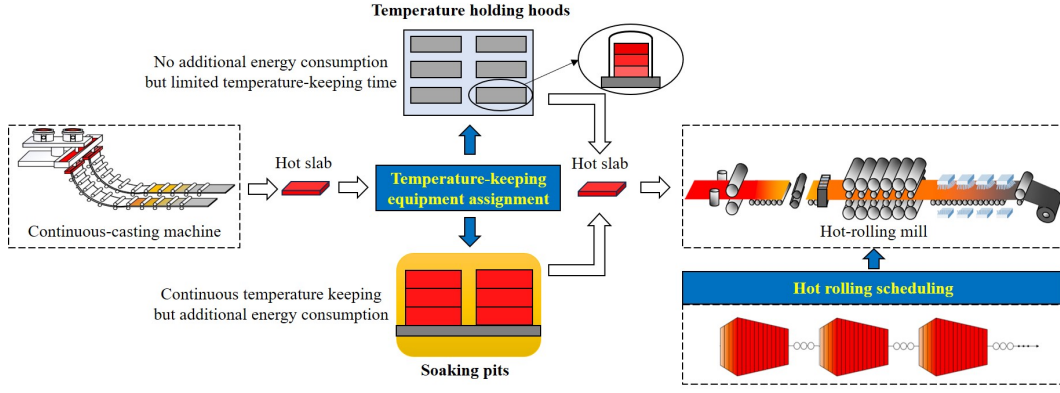 Temperature holding hoods
No additional energy consumption
but limited temperature-keeping time
Hot slab
Continuous-casting machine
Temperature-keeping
equipment assignment
Hot slab
Hot-rolling mill
Continuous temperature keeping
but additional energy consumption
Soaking pits
Hot rolling scheduling